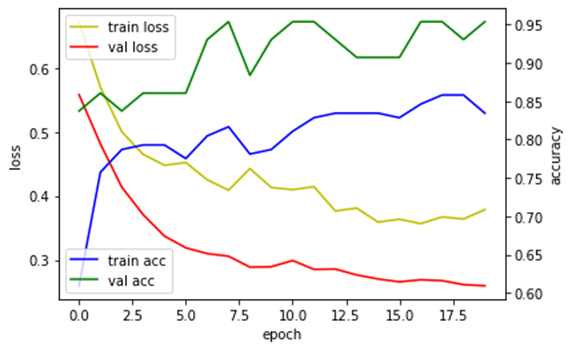 train loss
val loss
train acc
val acc
0.6
0.5
0.4
0.3
loss
0.95
0.90
0.85
0.80
0.75
0.70
0.65
0.60
accuracy
0.0 2.5 5.0 7.5 10.0 12.5 15.0 17.5
epoch